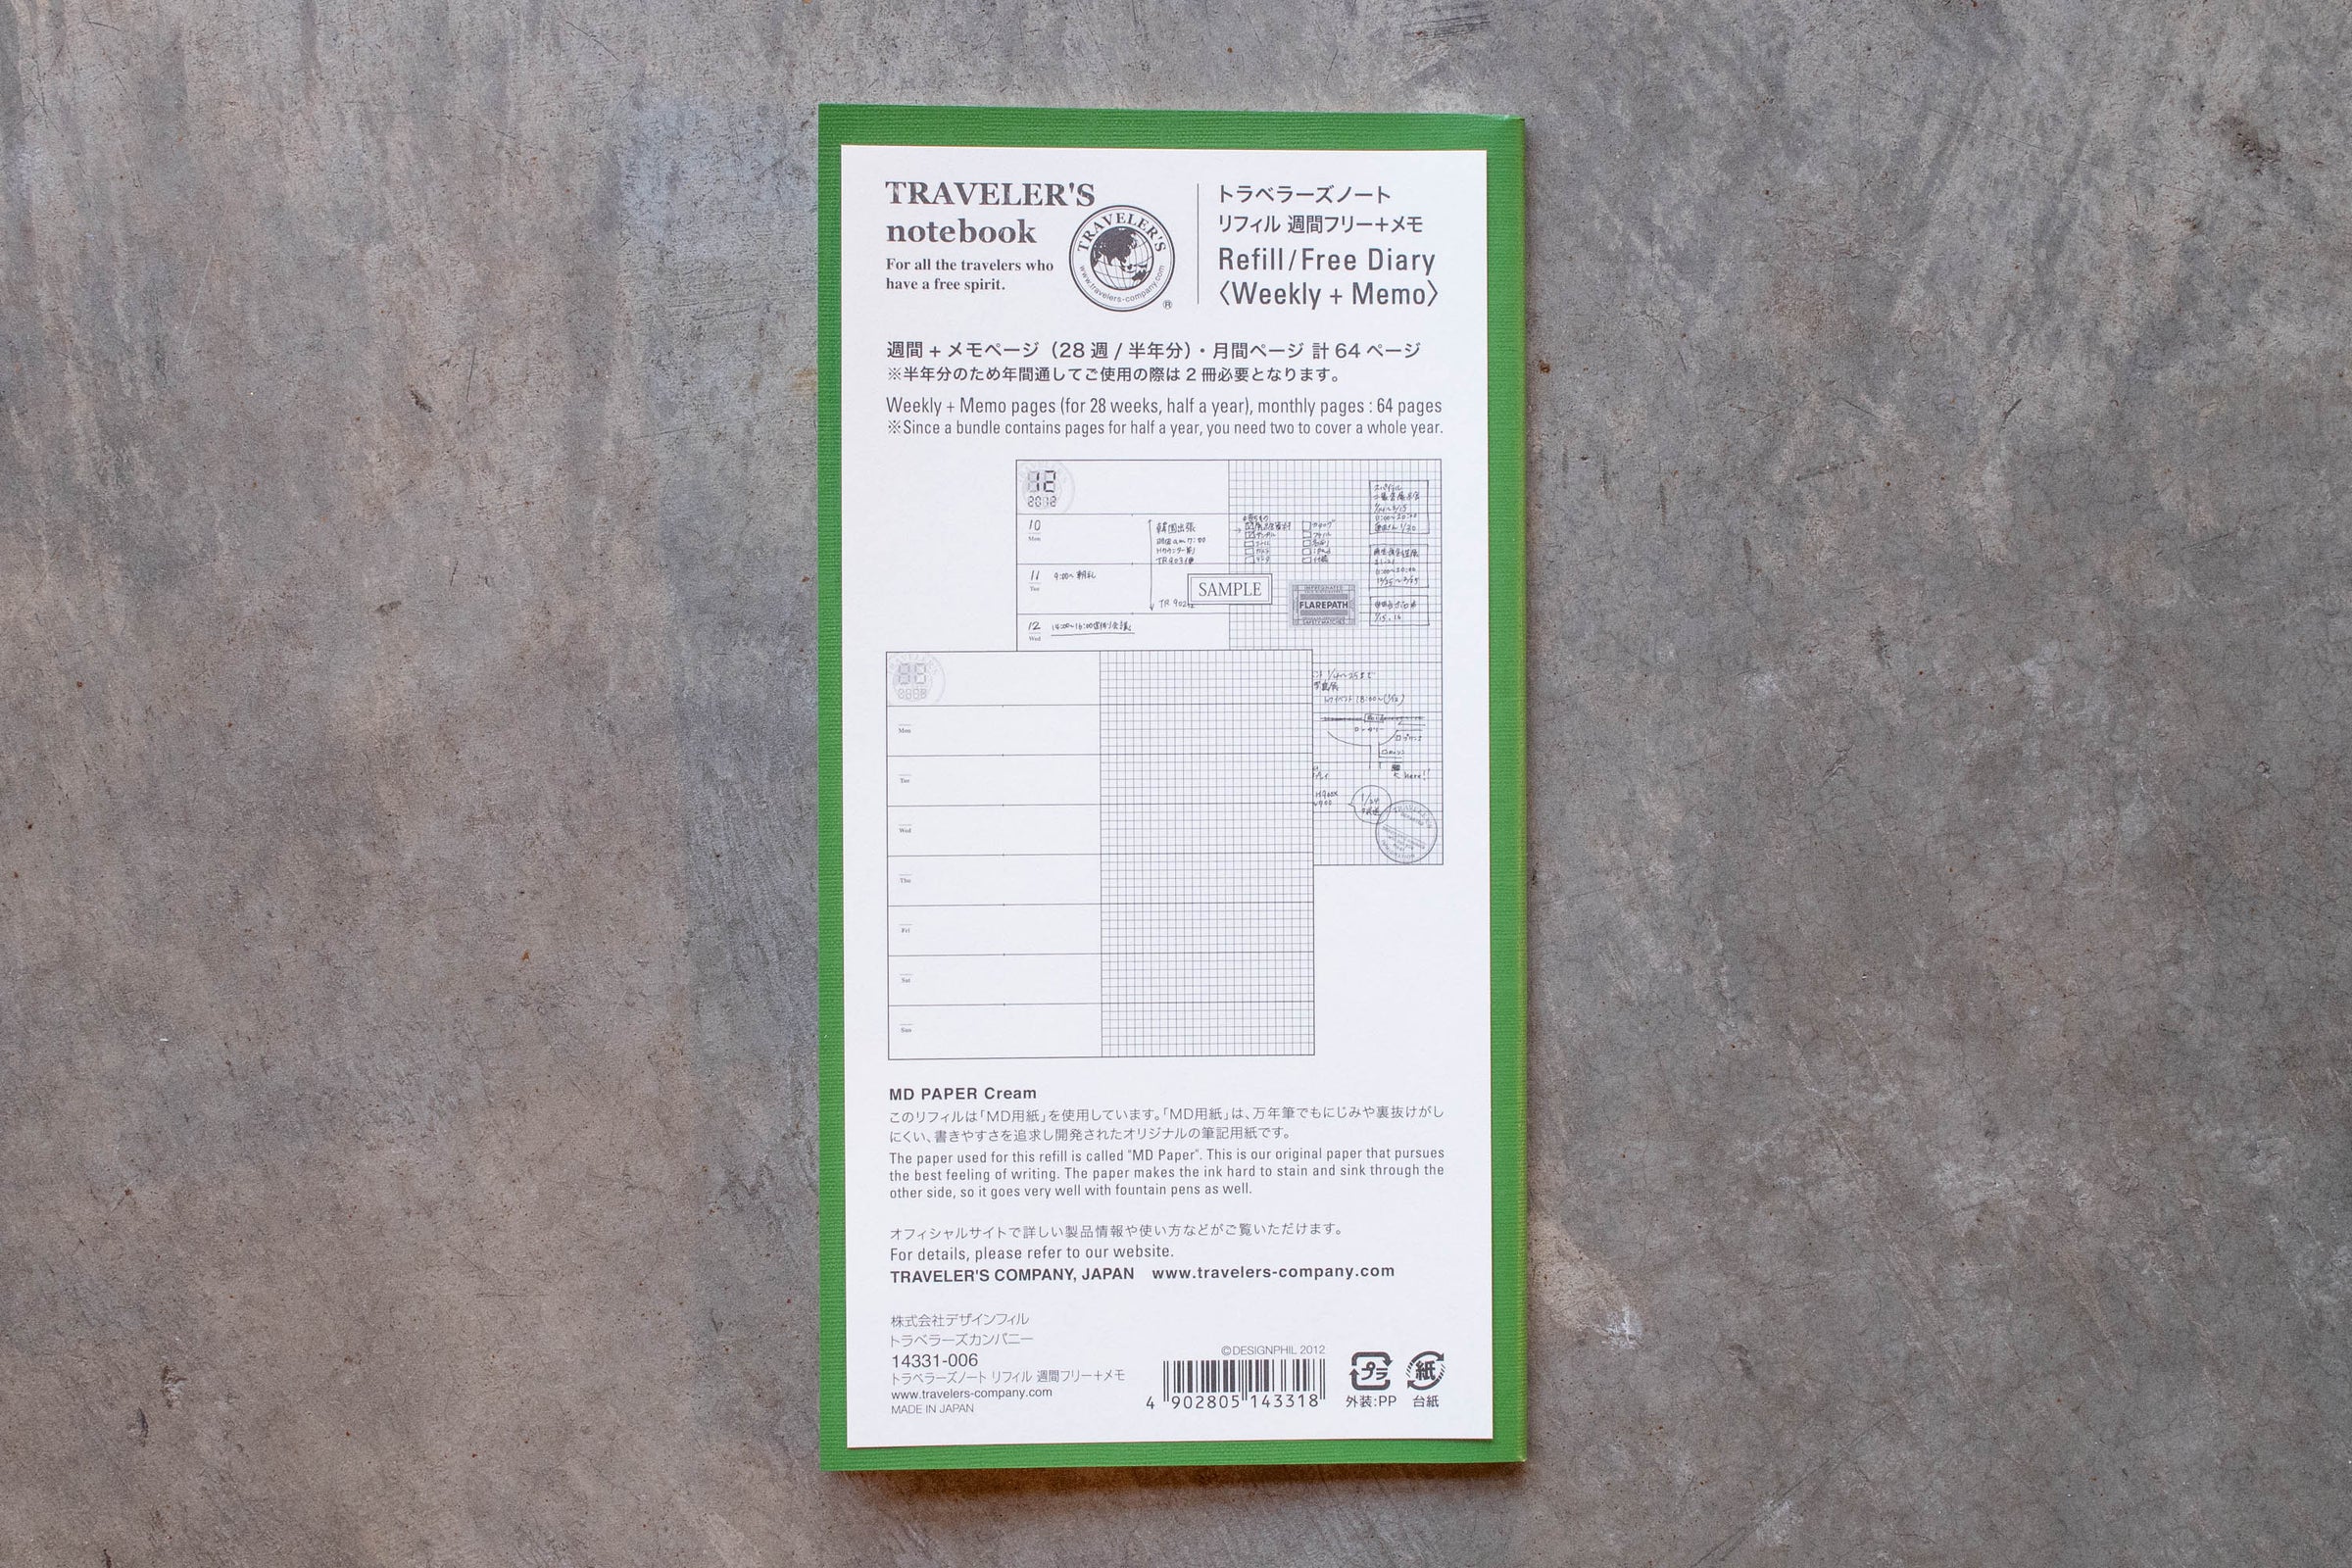 TRAVELER'S
notebook
For all the travelers who
have a free spirit.
TRAVELER'S
www.travelers-company.com
®
トラベラーズノート
リフィル 週間フリー+メモ
Refill/Free Diary
〈Weekly + Memo〉
週間 + メモページ（28 週 / 半年分）・月間ページ 計 64 ページ
※半年分のため年間通してご使用の際は 2 冊必要となります。
Weekly + Memo pages (for 28 weeks, half a year), monthly pages : 64 pages
※Since a bundle contains pages for half a year, you need two to cover a whole year.
12
2012
10
Mon
韓国出張
11
Tue
9:00~ 朝礼
SAMPLE
FLAREPATH
12
Wed
here!
Mon
Tue
Wed
Thu
Fri
Sat
Sun
MD PAPER Cream
このリフィルは「MD用紙」を使用しています。「MD用紙」は、万年筆でもにじみや裏抜けがし
にくい、書きやすさを追求し開発されたオリジナルの筆記用紙です。
The paper used for this refill is called "MD Paper". This is our original paper that pursues
the best feeling of writing. The paper makes the ink hard to stain and sink through the
other side, so it goes very well with fountain pens as well.
オフィシャルサイトで詳しい製品情報や使い方などがご覧いただけます。
For details, please refer to our website.
TRAVELER'S COMPANY, JAPAN www.travelers-company.com
株式会社デザインフィル
トラベラーズカンパニー
14331-006
トラベラーズノート リフィル 週間フリー+メモ
www.travelers-company.com
MADE IN JAPAN
©DESIGNPHIL 2012
4 902805 143318
プラ
外装:PP
紙
台紙